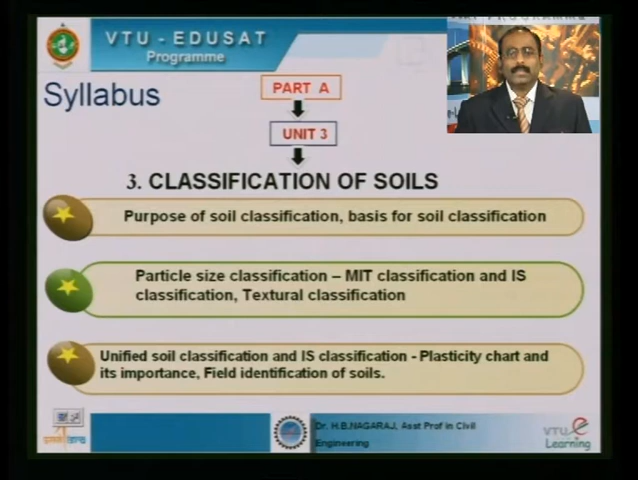 VTU - EDUSAT
Programme
Syllabus
PART A
UNIT 3
3. CLASSIFICATION OF SOILS
Purpose of soil classification, basis for soil classification
Particle size classification – MIT classification and IS
classification, Textural classification
Unified soil classification and IS classification - Plasticity chart and
its importance, Field identification of soils.
Dr. H.B.NAGARAJ, Asst Prof in Civil
Engineering
VTU e
Learning